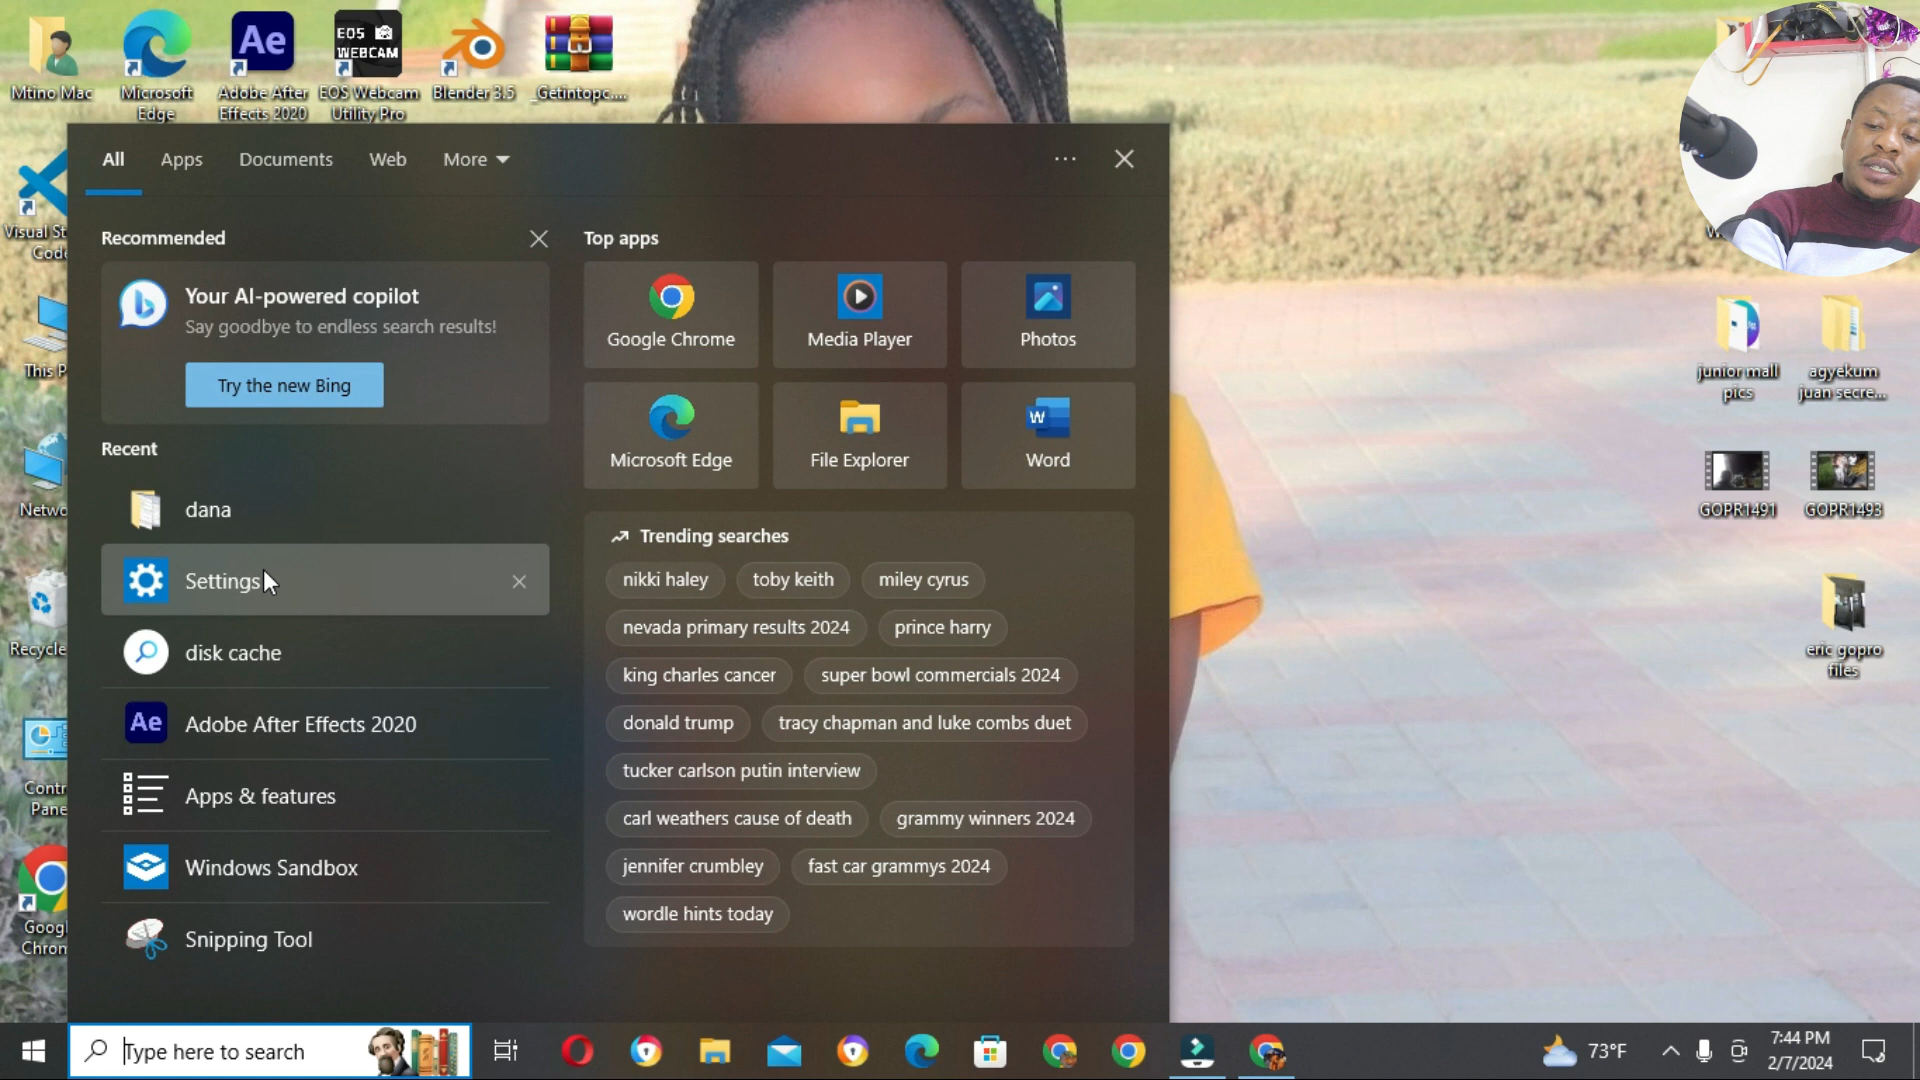 Mtino Mac
Microsoft
Edge
Ae
Adobe After
Effects 2020
EOS
WEBCAM
EOS Webcam
Utility Pro
Blender 3.5
_Getintopc....
Visual St
Code
This P
Netwo
Recycle
Contr
Pane
Googl
Chron
All
Apps
Documents
Web
More
Recommended
Your AI-powered copilot
Say goodbye to endless search results!
Try the new Bing
Recent
dana
Settings
disk cache
Ae
Adobe After Effects 2020
Apps & features
Windows Sandbox
Snipping Tool
Top apps
Google Chrome
Media Player
Photos
Microsoft Edge
File Explorer
W
Word
Trending searches
nikki haley
toby keith
miley cyrus
nevada primary results 2024
prince harry
king charles cancer
super bowl commercials 2024
donald trump
tracy chapman and luke combs duet
tucker carlson putin interview
carl weathers cause of death
grammy winners 2024
jennifer crumbley
fast car grammys 2024
wordle hints today
junior mall
pics
agyekum
juan secre...
GOPR1491
GOPR1493
eric gopro
files
Type here to search
73°F
7:44 PM
2/7/2024